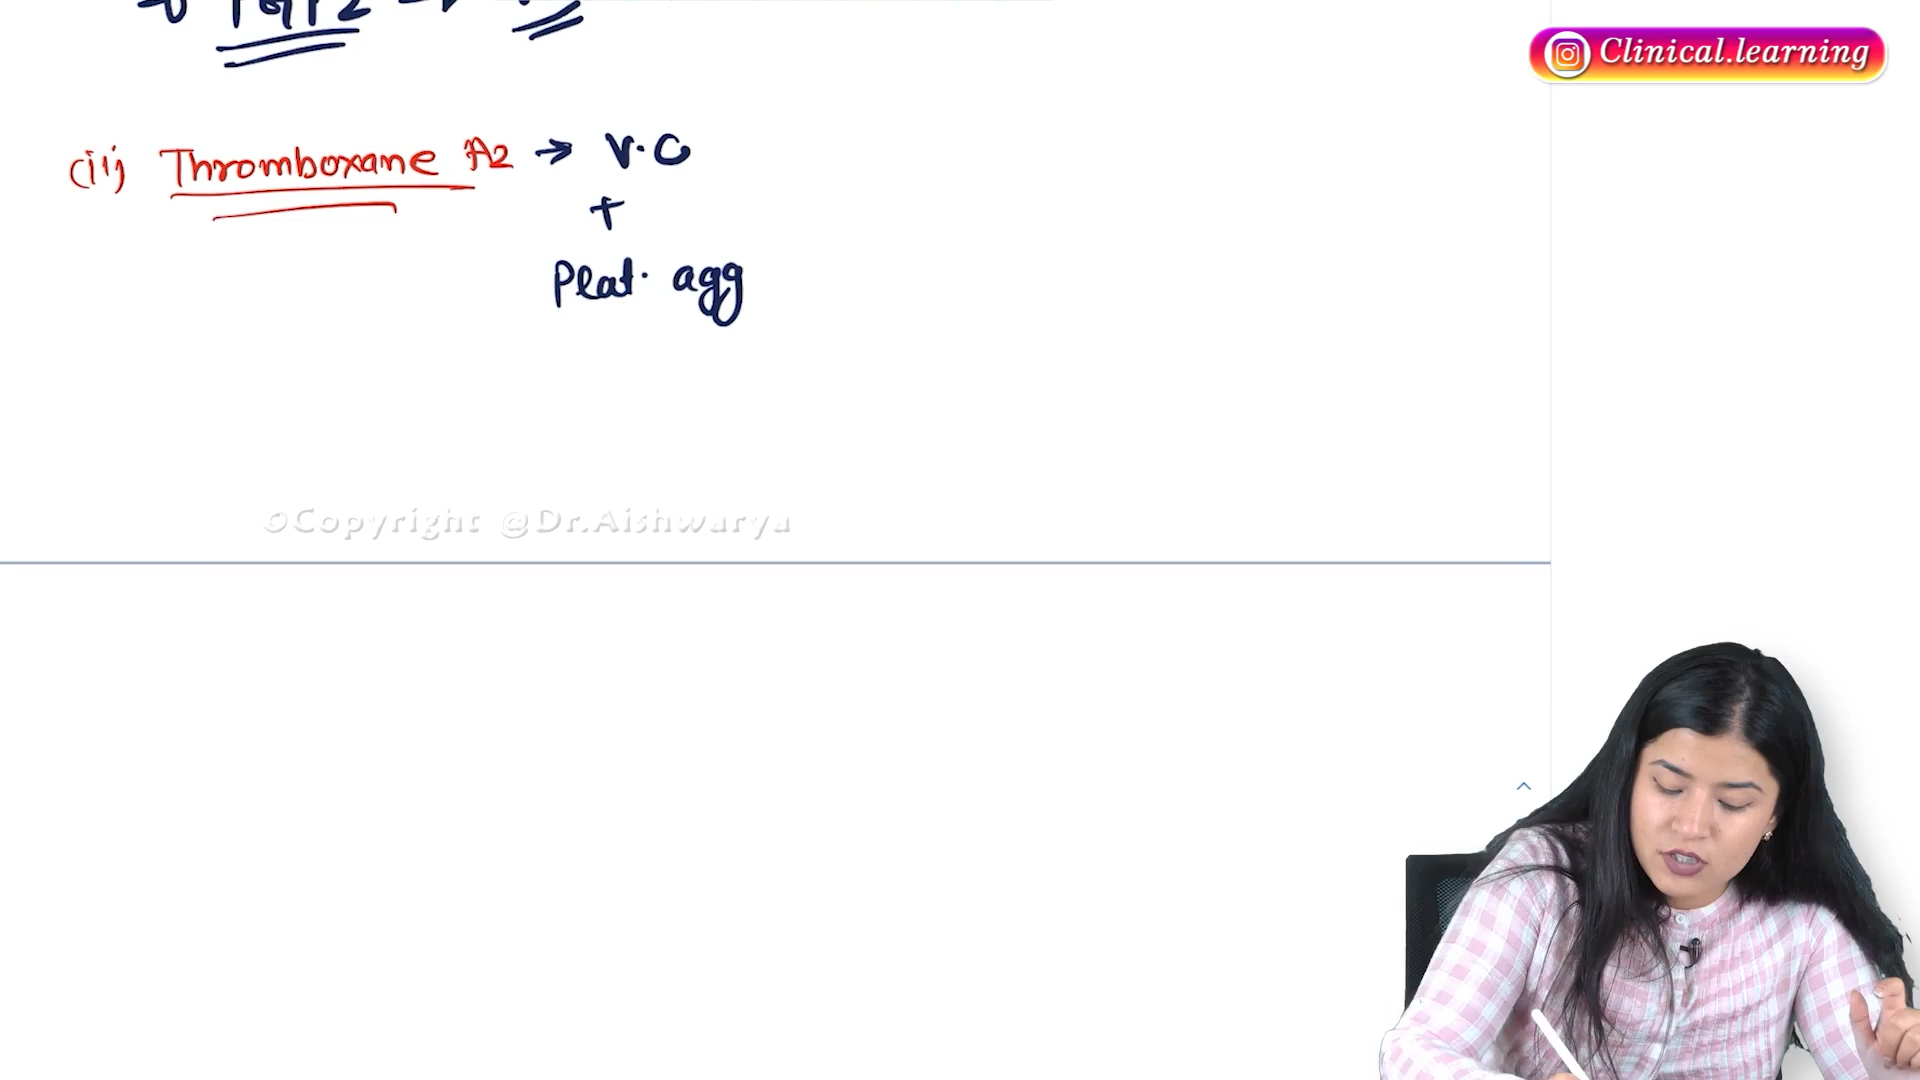 Clinical.learning
(ii) Thromboxane A2 → V.C
+
Plat. agg
©Copyright @Dr.Aishwarya